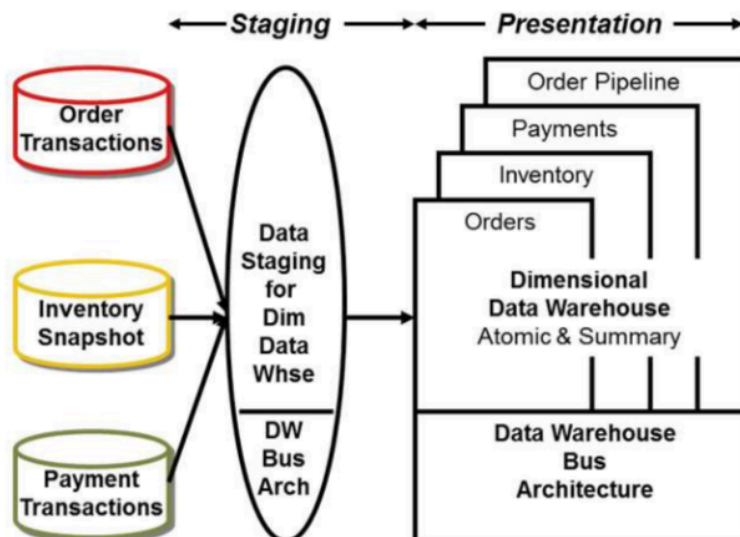 Staging
Presentation
Order
Transactions
Inventory
Snapshot
Payment
Transactions
Data
Staging
for
Dim
Data
Whse
DW
Bus
Arch
Order Pipeline
Payments
Inventory
Orders
Dimensional
Data Warehouse
Atomic & Summary
Data Warehouse
Bus
Architecture